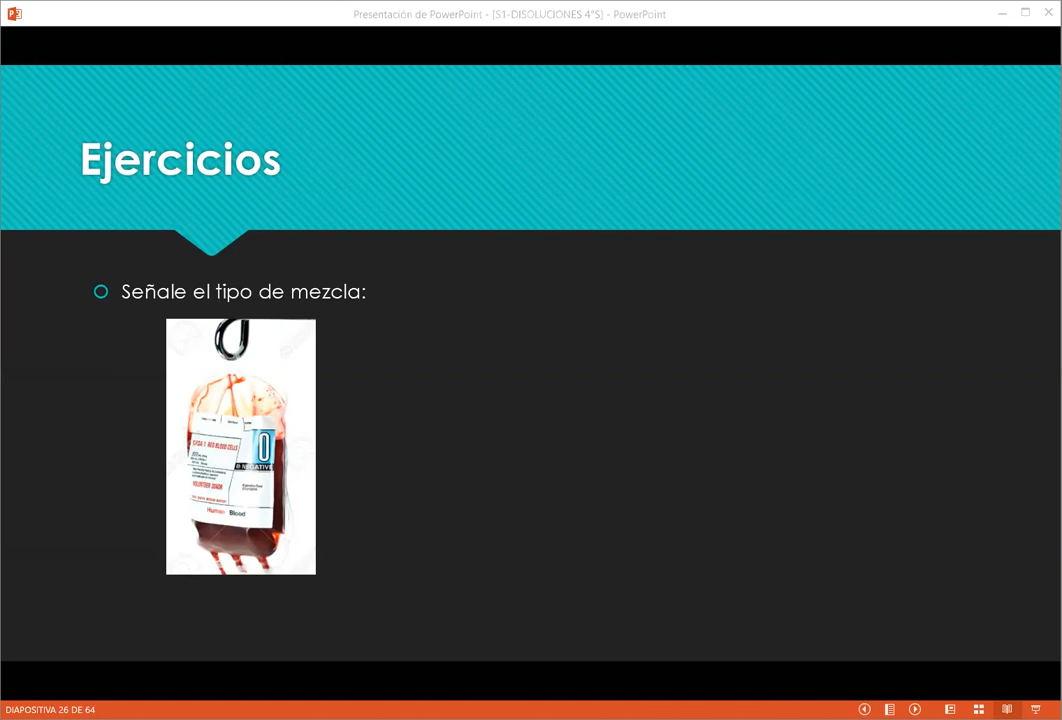 Presentación de PowerPoint - [S1-DISOLUCIONES 4°S] - PowerPoint
Ejercicios
Señale el tipo de mezcla:
RED BLOOD CELLS
O
NEGATIVE
VOLUNTEER DONOR
Human Blood
DIAPOSITIVA 26 DE 64